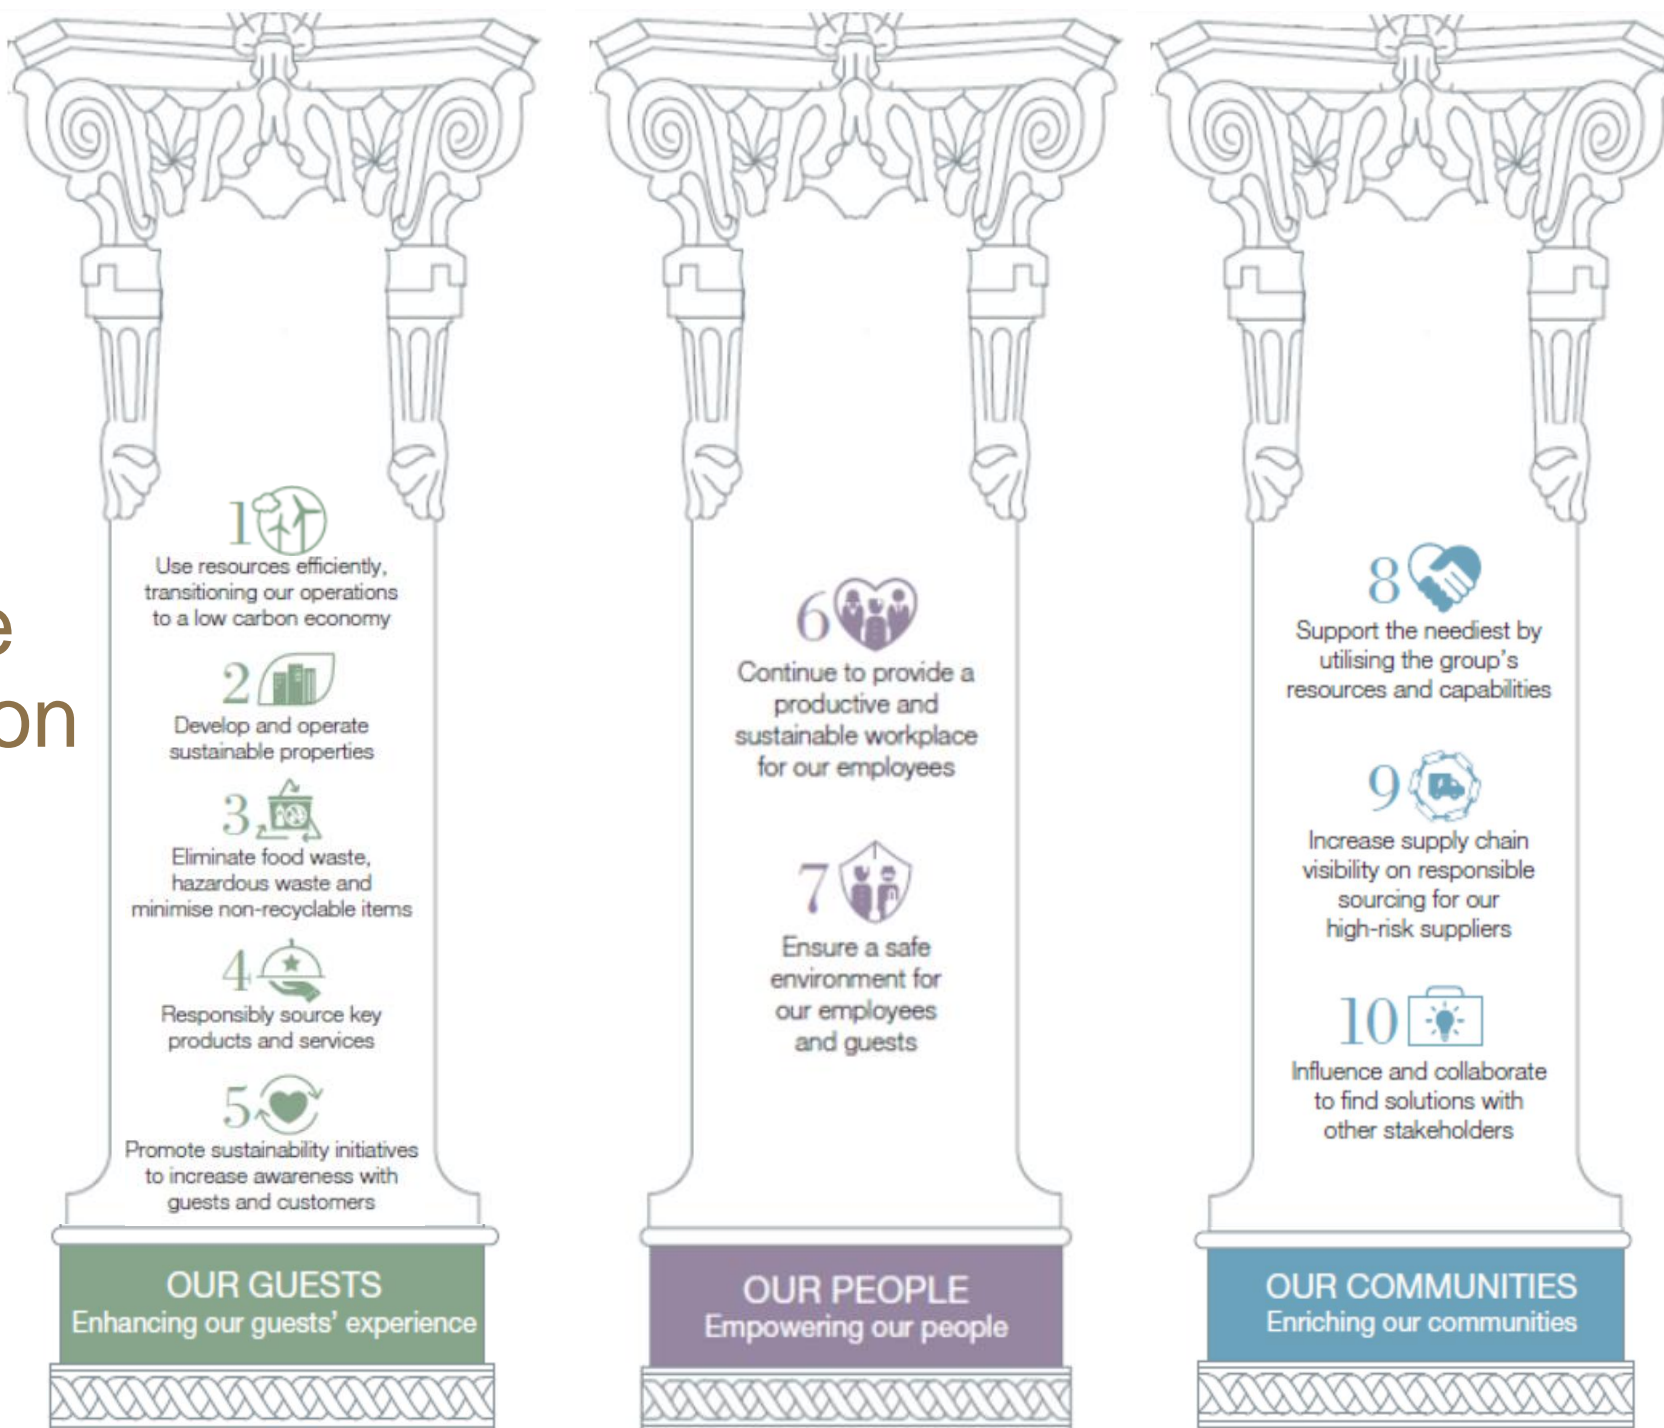 1
Use resources efficiently,
transitioning our operations
to a low carbon economy
2
Develop and operate
sustainable properties
3
Eliminate food waste,
hazardous waste and
minimise non-recyclable items
4
Responsibly source key
products and services
5
Promote sustainability initiatives
to increase awareness with
guests and customers
OUR GUESTS
Enhancing our guests' experience
6
Continue to provide a
productive and
sustainable workplace
for our employees
7
Ensure a safe
environment for
our employees
and guests
OUR PEOPLE
Empowering our people
8
Support the neediest by
utilising the group's
resources and capabilities
9
Increase supply chain
visibility on responsible
sourcing for our
high-risk suppliers
10
Influence and collaborate
to find solutions with
other stakeholders
OUR COMMUNITIES
Enriching our communities